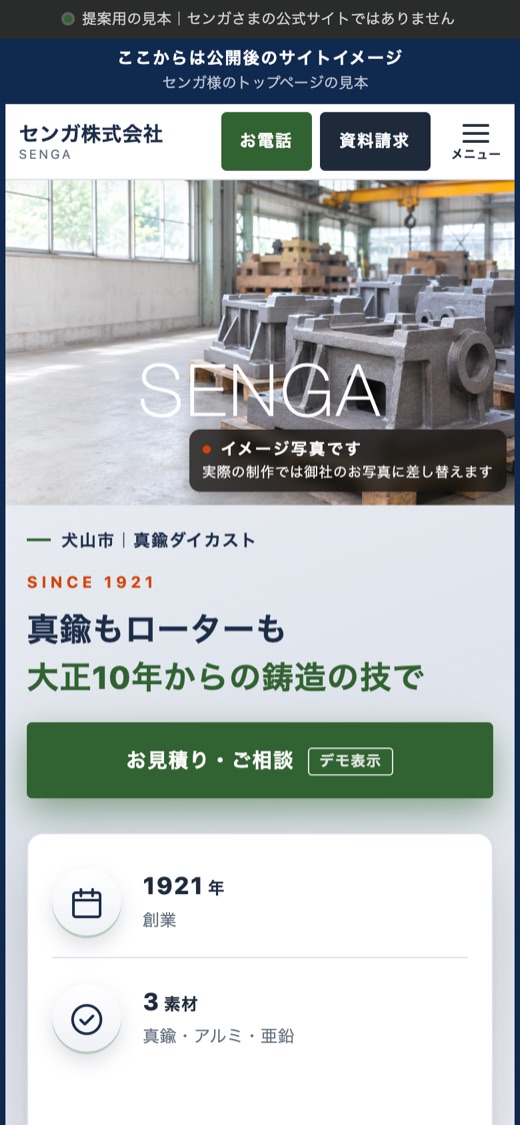 提案用の見本｜センガさまの公式サイトではありません
ここからは公開後のサイトイメージ
センガ様のトップページの見本
センガ株式会社
SENGA
お電話
資料請求
メニュー
SENGA
イメージ写真です
実際の制作では御社のお写真に差し替えます
犬山市｜真鍮ダイカスト
SINCE 1921
真鍮もローターも
大正10年からの鋳造の技で
お見積り・ご相談 デモ表示
1921年
創業
3素材
真鍮・アルミ・亜鉛